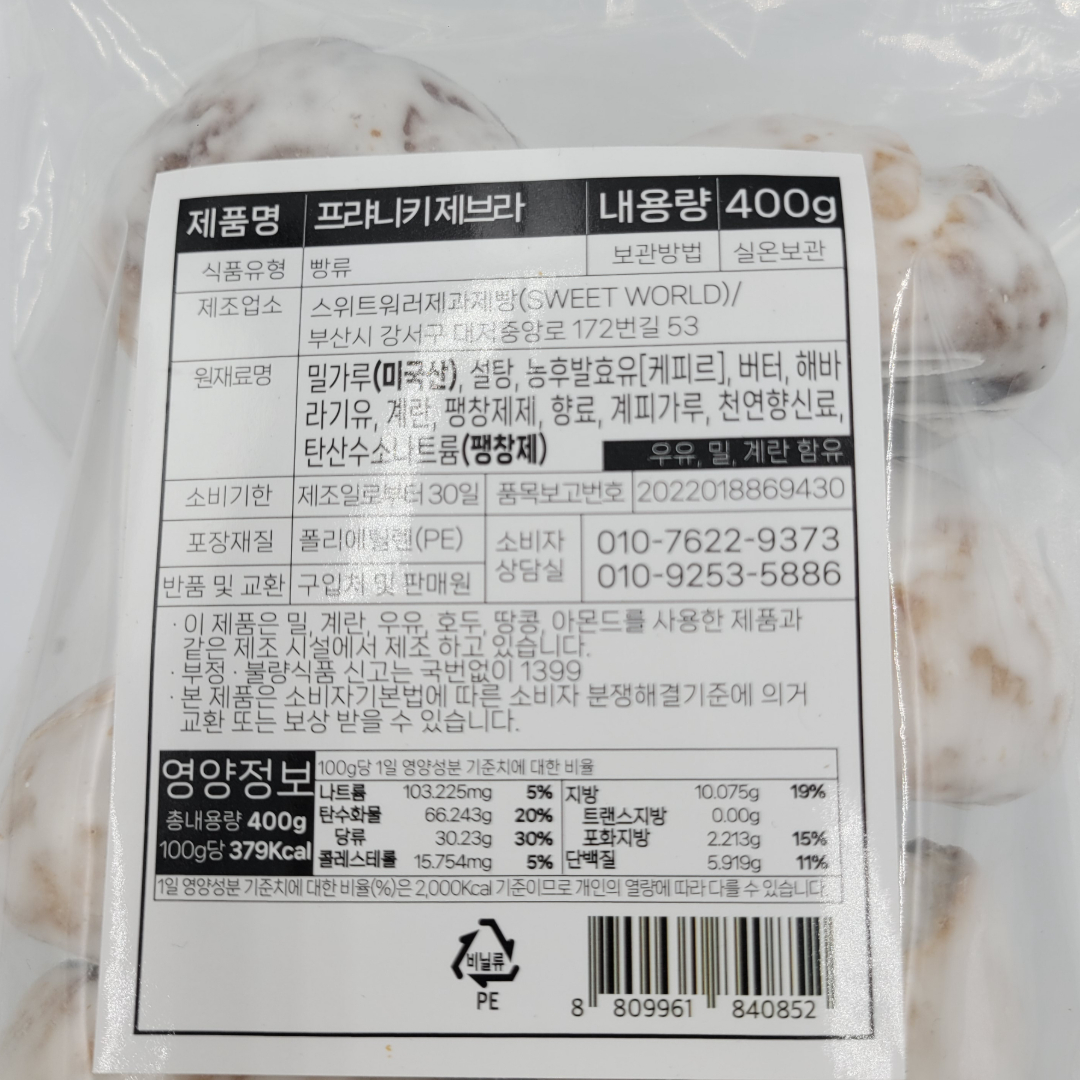 제품명 프랴니키 제브라 내용량 400g
식품유형 빵류 보관방법 실온보관
제조업소 스위트워러제과제빵(SWEET WORLD)/
부산시 강서구 대저중앙로 172번길 53
원재료명 밀가루(미국산), 설탕, 농후발효유[케피르], 버터, 해바
라기유, 계란, 팽창제제, 향료, 계피가루, 천연향신료,
탄산수소나트륨(팽창제) 우유, 밀, 계란 함유
소비기한 제조일로부터 30일 품목보고번호 2022018869430
포장재질 폴리에틸렌(PE) 소비자 상담실 010-7622-9373
반품 및 교환 구입처 및 판매원 010-9253-5886
· 이 제품은 밀, 계란, 우유, 호두, 땅콩, 아몬드를 사용한 제품과
같은 제조 시설에서 제조 하고 있습니다.
· 부정 · 불량식품 신고는 국번없이 1399
· 본 제품은 소비자기본법에 따른 소비자 분쟁해결기준에 의거
교환 또는 보상 받을 수 있습니다.
영양정보 100g당 1일 영양성분 기준치에 대한 비율
총내용량 400g
100g당 379Kcal
나트륨 103.225mg 5% 지방 10.075g 19%
탄수화물 66.243g 20% 트랜스지방 0.00g
당류 30.23g 30% 포화지방 2.213g 15%
콜레스테롤 15.754mg 5% 단백질 5.919g 11%
1일 영양성분 기준치에 대한 비율(%)은 2,000Kcal 기준이므로 개인의 열량에 따라 다를 수 있습니다
비닐류
PE
8 809961 840852